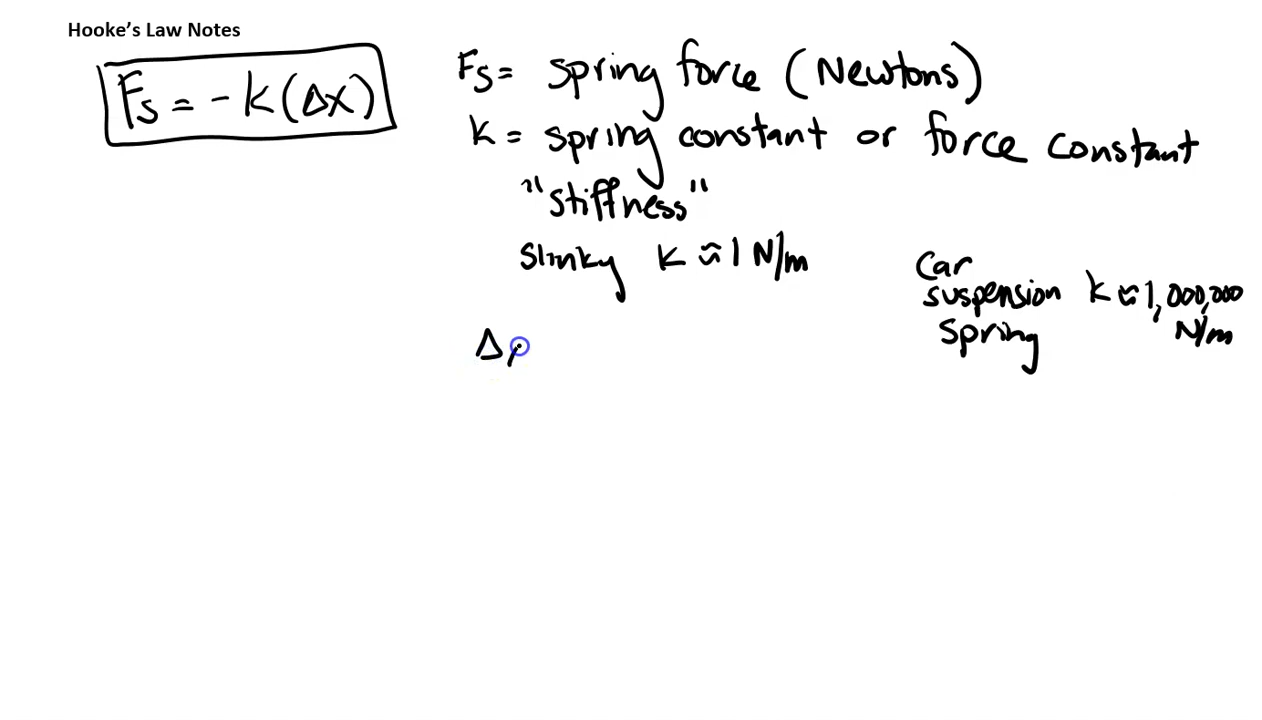 Hooke's Law Notes
Fs = - k (Δx)
Fs = spring force (Newtons)
k = spring constant or force constant
"stiffness"
Slinky k ≈ 1 N/m
Car
suspension k ≈ 1,000,000
spring N/m
Δ